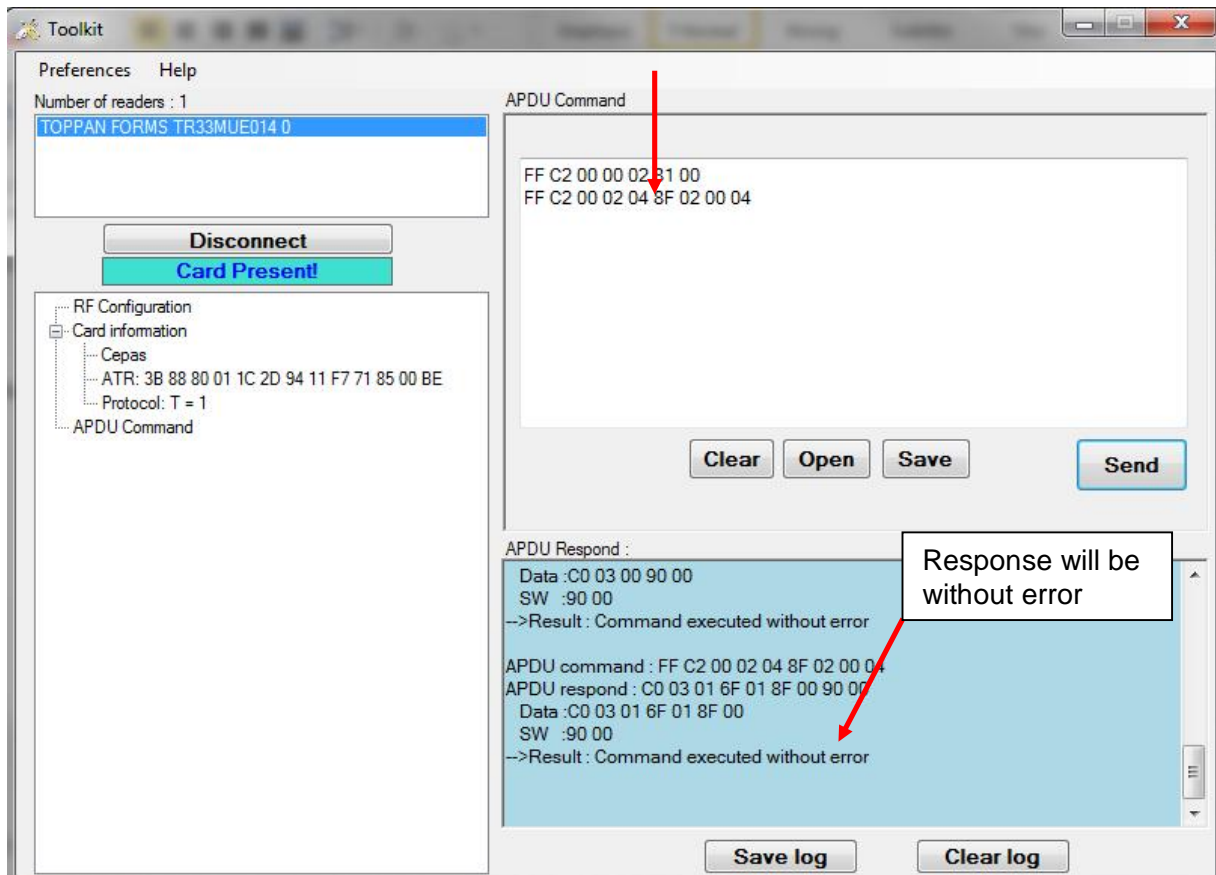 Toolkit
Preferences Help
Number of readers : 1
TOPPAN FORMS TR33MUE014 0
Disconnect
Card Present!
RF Configuration
Card information
Cepas
ATR: 3B 88 80 01 1C 2D 94 11 F7 71 85 00 BE
Protocol: T = 1
APDU Command
APDU Command
FF C2 00 00 02 81 00
FF C2 00 02 04 8F 02 00 04
Clear Open Save Send
APDU Respond :
Data :C0 03 00 90 00
SW :90 00
-->Result : Command executed without error
APDU command : FF C2 00 02 04 8F 02 00 04
APDU respond : C0 03 01 6F 01 8F 00 90 00
Data :C0 03 01 6F 01 8F 00
SW :90 00
-->Result : Command executed without error
Response will be
without error
Save log Clear log